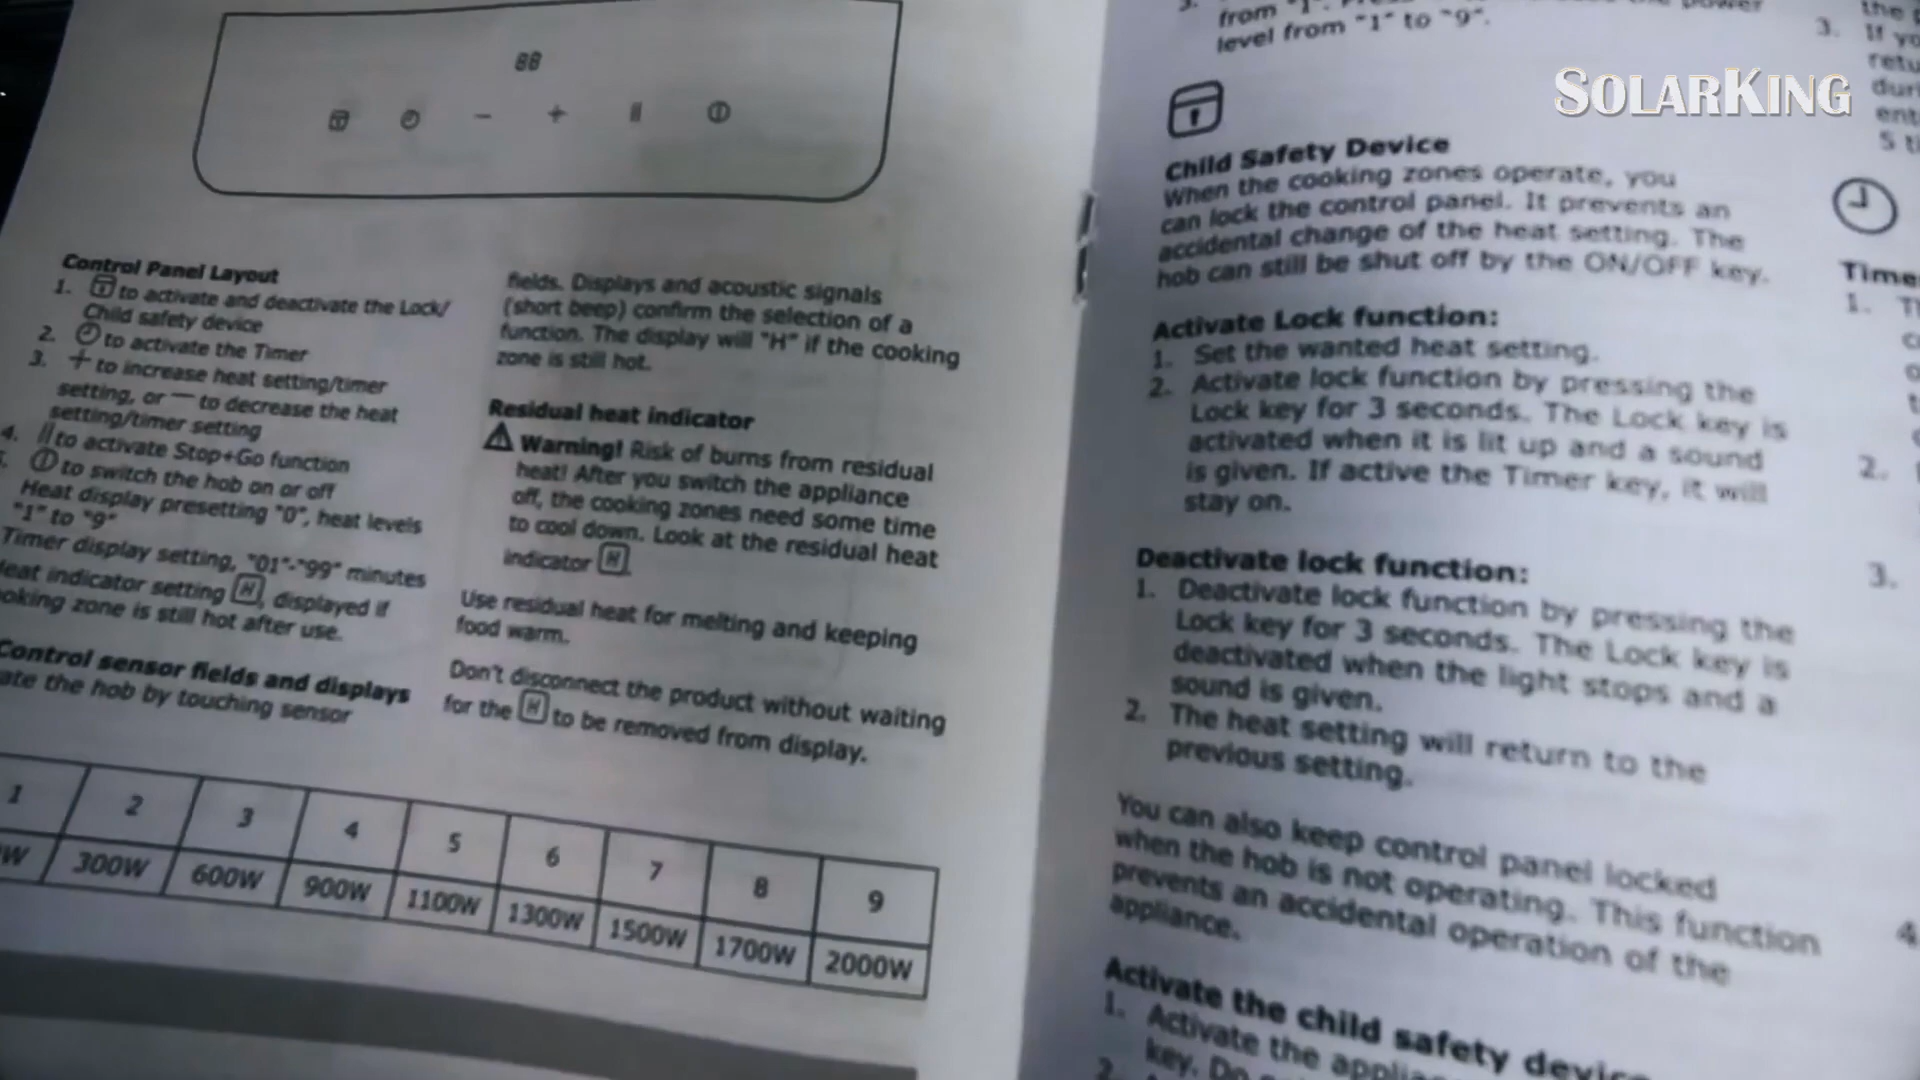 88
Control Panel Layout
1. to activate and deactivate the Lock/
Child safety device
2. to activate the Timer
3. + to increase heat setting/timer
setting, or — to decrease the heat
setting/timer setting
4. || to activate Stop+Go function
to switch the hob on or off
Heat display presetting "0", heat levels
"1" to "9"
Timer display setting, "01"-"99" minutes
indicator setting H, displayed if
zone is still hot after use.
Control sensor fields and displays
the hob by touching sensor
fields. Displays and acoustic signals
(short beep) confirm the selection of a
function. The display will "H" if the cooking
zone is still hot.
Residual heat indicator
Warning! Risk of burns from residual
heat! After you switch the appliance
off, the cooking zones need some time
to cool down. Look at the residual heat
indicator H.
Use residual heat for melting and keeping
food warm.
Don't disconnect the product without waiting
for the H to be removed from display.
1 2 3 4 5 6 7 8 9
W 300W 600W 900W 1100W 1300W 1500W 1700W 2000W
from "1".
level from "1" to "9".
Child Safety Device
When the cooking zones operate, you
can lock the control panel. It prevents an
accidental change of the heat setting. The
hob can still be shut off by the ON/OFF key.
Activate Lock function:
1. Set the wanted heat setting.
2. Activate lock function by pressing the
Lock key for 3 seconds. The Lock key is
activated when it is lit up and a sound
is given. If active the Timer key, it will
stay on.
Deactivate lock function:
1. Deactivate lock function by pressing the
Lock key for 3 seconds. The Lock key is
deactivated when the light stops and a
sound is given.
2. The heat setting will return to the
previous setting.
You can also keep control panel locked
when the hob is not operating. This function
prevents an accidental operation of the
appliance.
Activate the child safety
1. Activate the
key.
2.
the
3. If
SOLARKING
1.
2.
3.
4